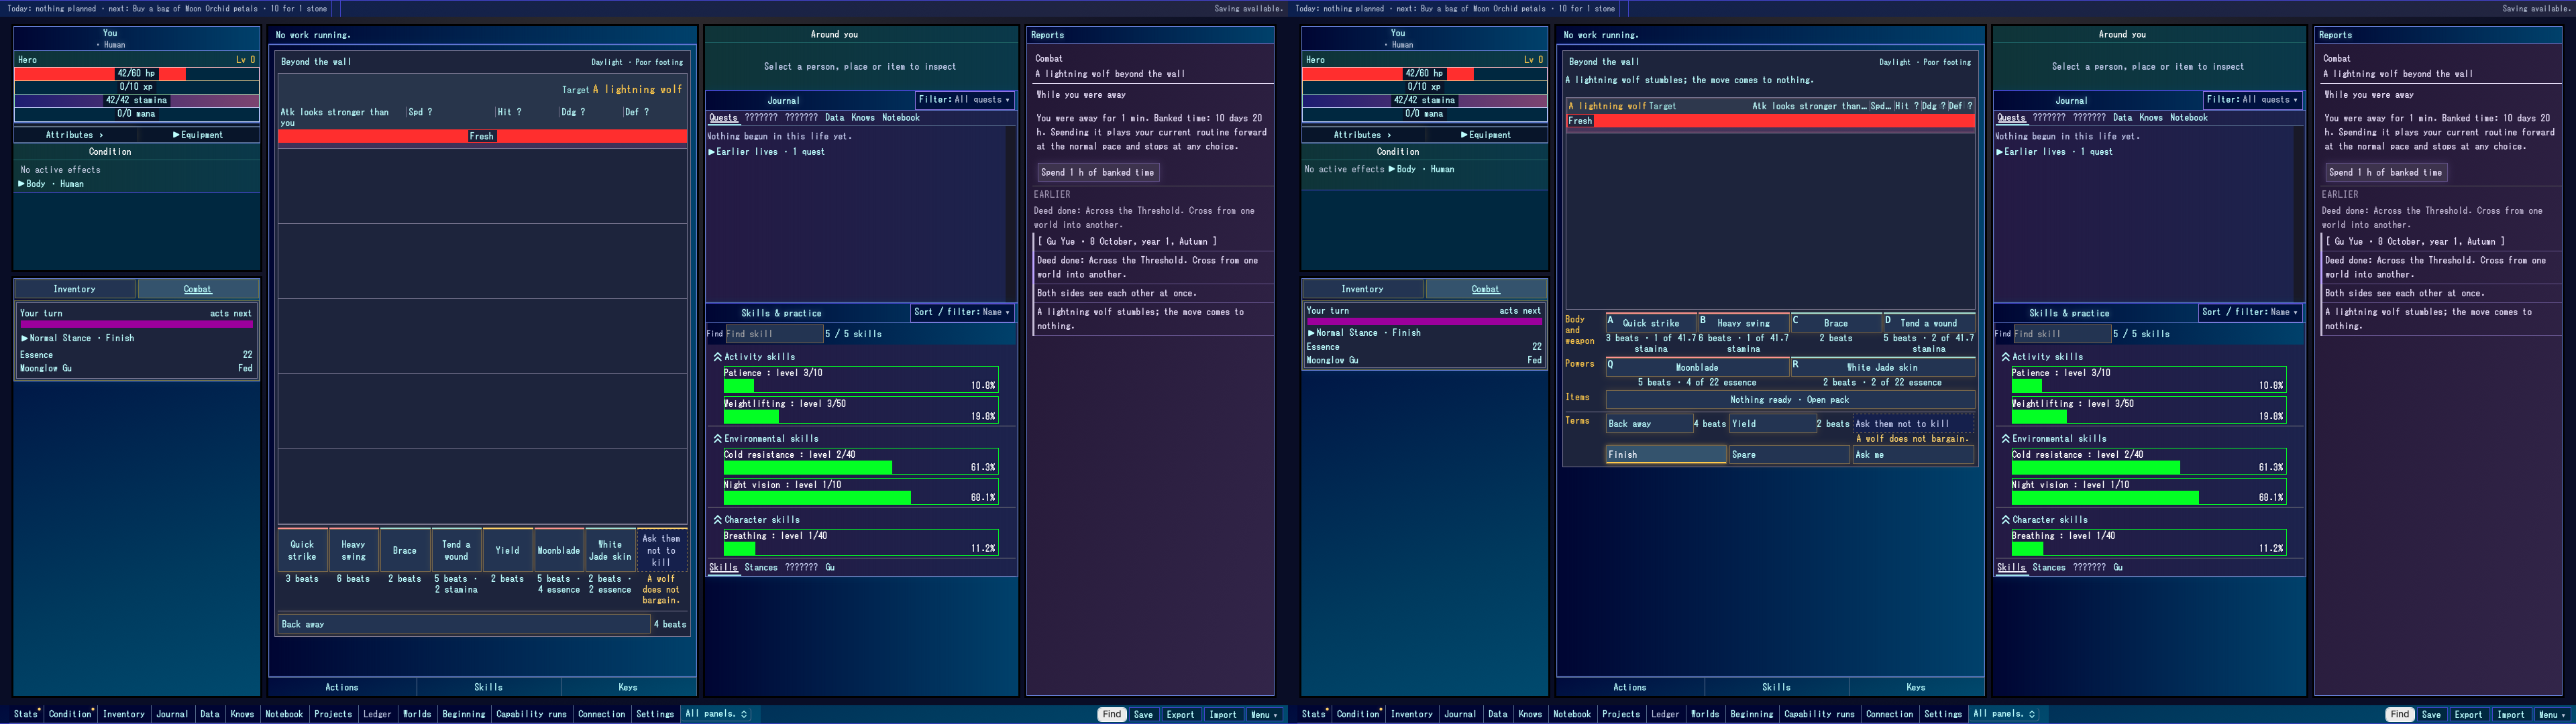 Today: nothing planned · next: Buy a bag of Moon Orchid petals · 10 for 1 stone
Saving available.
You
· Human
Hero Lv 0
42/60 hp
0/10 xp
42/42 stamina
0/0 mana
Attributes › ▶Equipment
Condition
No active effects
▶Body · Human
Inventory Combat
Your turn acts next
▶Normal Stance · Finish
Essence 22
Moonglow Gu Fed
No work running.
Beyond the wall Daylight · Poor footing
Target A lightning wolf
Atk looks stronger than you Spd ? Hit ? Ddg ? Def ?
Fresh
Quick strike
3 beats
Heavy swing
6 beats
Brace
2 beats
Tend a wound
5 beats · 2 stamina
Yield
2 beats
Moonblade
5 beats · 4 essence
White Jade skin
2 beats · 2 essence
Ask them not to kill
A wolf does not bargain.
Back away 4 beats
Actions Skills Keys
Around you
Select a person, place or item to inspect
Journal Filter: All quests ▾
Quests ??????? ??????? Data Knows Notebook
Nothing begun in this life yet.
▶Earlier lives · 1 quest
Skills & practice Sort / filter: Name ▾
Find Find skill 5 / 5 skills
Activity skills
Patience : level 3/10
10.8%
Weightlifting : level 3/50
19.8%
Environmental skills
Cold resistance : level 2/40
61.3%
Night vision : level 1/10
68.1%
Character skills
Breathing : level 1/40
11.2%
Skills Stances ??????? Gu
Reports
Combat
A lightning wolf beyond the wall
While you were away
You were away for 1 min. Banked time: 10 days 20
h. Spending it plays your current routine forward
at the normal pace and stops at any choice.
Spend 1 h of banked time
EARLIER
Deed done: Across the Threshold. Cross from one
world into another.
[ Gu Yue · 8 October, year 1, Autumn ]
Deed done: Across the Threshold. Cross from one
world into another.
Both sides see each other at once.
A lightning wolf stumbles; the move comes to
nothing.
Stats Condition Inventory Journal Data Knows Notebook Projects Ledger Worlds Beginning Capability runs Connection Settings All panels.
Find Save Export Import Menu ▾
Today: nothing planned · next: Buy a bag of Moon Orchid petals · 10 for 1 stone
Saving available.
You
· Human
Hero Lv 0
42/60 hp
0/10 xp
42/42 stamina
0/0 mana
Attributes › ▶Equipment
Condition
No active effects ▶Body · Human
Inventory Combat
Your turn acts next
▶Normal Stance · Finish
Essence 22
Moonglow Gu Fed
No work running.
Beyond the wall Daylight · Poor footing
A lightning wolf stumbles; the move comes to nothing.
A lightning wolf Target Atk looks stronger than… Spd… Hit ? Ddg ? Def ?
Fresh
Body and weapon
A Quick strike
3 beats · 1 of 41.7 stamina
B Heavy swing
6 beats · 1 of 41.7 stamina
C Brace
2 beats
D Tend a wound
5 beats · 2 of 41.7 stamina
Powers
Q Moonblade
5 beats · 4 of 22 essence
R White Jade skin
2 beats · 2 of 22 essence
Items Nothing ready · Open pack
Terms Back away 4 beats Yield 2 beats Ask them not to kill
A wolf does not bargain.
Finish Spare Ask me
Actions Skills Keys
Around you
Select a person, place or item to inspect
Journal Filter: All quests ▾
Quests ??????? ??????? Data Knows Notebook
Nothing begun in this life yet.
▶Earlier lives · 1 quest
Skills & practice Sort / filter: Name ▾
Find Find skill 5 / 5 skills
Activity skills
Patience : level 3/10
10.8%
Weightlifting : level 3/50
19.8%
Environmental skills
Cold resistance : level 2/40
61.3%
Night vision : level 1/10
68.1%
Character skills
Breathing : level 1/40
11.2%
Skills Stances ??????? Gu
Reports
Combat
A lightning wolf beyond the wall
While you were away
You were away for 1 min. Banked time: 10 days 20
h. Spending it plays your current routine forward
at the normal pace and stops at any choice.
Spend 1 h of banked time
EARLIER
Deed done: Across the Threshold. Cross from one
world into another.
[ Gu Yue · 8 October, year 1, Autumn ]
Deed done: Across the Threshold. Cross from one
world into another.
Both sides see each other at once.
A lightning wolf stumbles; the move comes to
nothing.
Stats Condition Inventory Journal Data Knows Notebook Projects Ledger Worlds Beginning Capability runs Connection Settings All panels.
Find Save Export Import Menu ▾